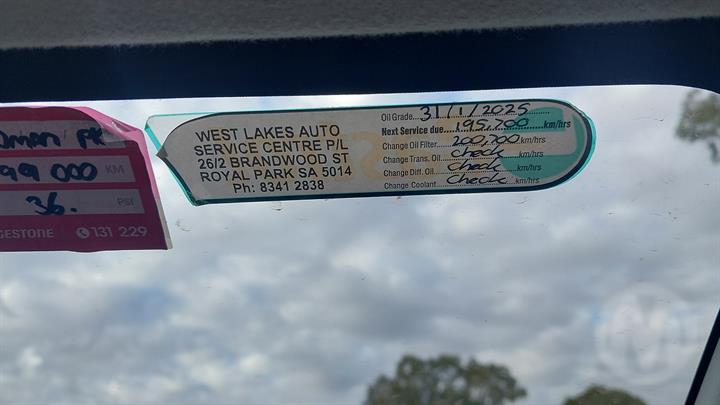 WEST LAKES AUTO
SERVICE CENTRE P/L
26/2 BRANDWOOD ST
ROYAL PARK SA 5014
Ph: 8341 2838
Oil Grade 31/1/2025
Next Service due 195,700 km/hrs
Change Oil Filter 200,700 km/hrs
Change Trans. Oil Check km/hrs
Change Diff. Oil Check km/hrs
Change Coolant Check km/hrs
99 000 KM
36. PSI
GESTONE 131 229